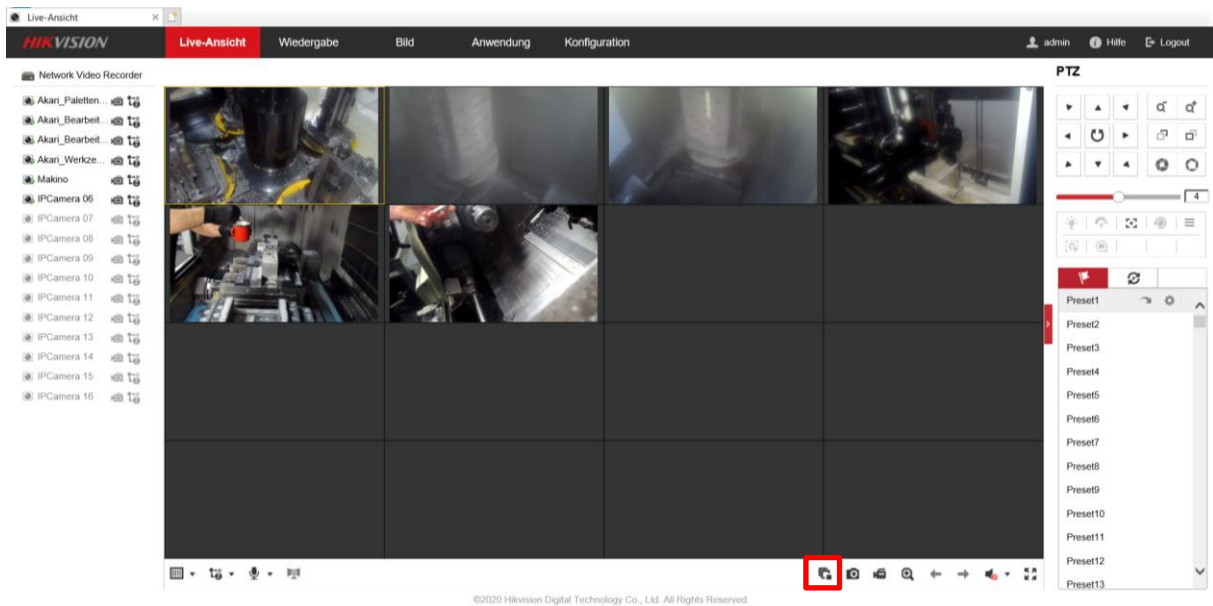 Live-Ansicht
HIKVISION
Live-Ansicht Wiedergabe Bild Anwendung Konfiguration admin Hilfe Logout
Network Video Recorder
Akari_Paletten...
Akari_Bearbeit...
Akari_Bearbeit...
Akari_Werkze...
Makino
IPCamera 06
IPCamera 07
IPCamera 08
IPCamera 09
IPCamera 10
IPCamera 11
IPCamera 12
IPCamera 13
IPCamera 14
IPCamera 15
IPCamera 16
PTZ
4
Preset1
Preset2
Preset3
Preset4
Preset5
Preset6
Preset7
Preset8
Preset9
Preset10
Preset11
Preset12
Preset13
©2020 Hikvision Digital Technology Co., Ltd. All Rights Reserved.